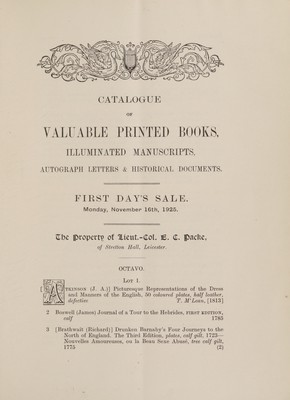 CATALOGUE
OF
VALUABLE PRINTED BOOKS,
ILLUMINATED MANUSCRIPTS,
AUTOGRAPH LETTERS & HISTORICAL DOCUMENTS.
FIRST DAY'S SALE.
Monday, November 16th, 1925.
The Property of Lieut.-Col. E. C. Packe,
of Stretton Hall, Leicester.
OCTAVO.
LOT 1.
[ATKINSON (J. A.)] Picturesque Representations of the Dress
and Manners of the English, 50 coloured plates, half leather,
defective T. M'Lean, [1813]
2 Boswell (James) Journal of a Tour to the Hebrides, FIRST EDITION,
calf 1785
3 [Brathwait (Richard)] Drunken Barnaby's Four Journeys to the
North of England. The Third Edition, plates, calf gilt, 1723—
Nouvelles Amoureuses, ou le Beau Sexe Abusé, tree calf gilt,
1775 (2)